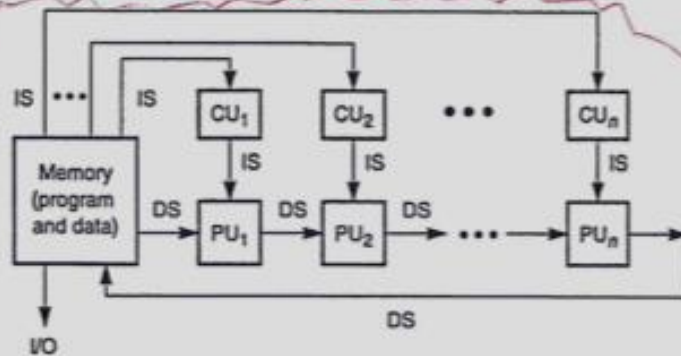 IS ••• IS
CU₁ CU₂ ••• CUₙ
IS IS IS
Memory
(program
and data)
DS PU₁ DS PU₂ DS ••• PUₙ
DS
I/O